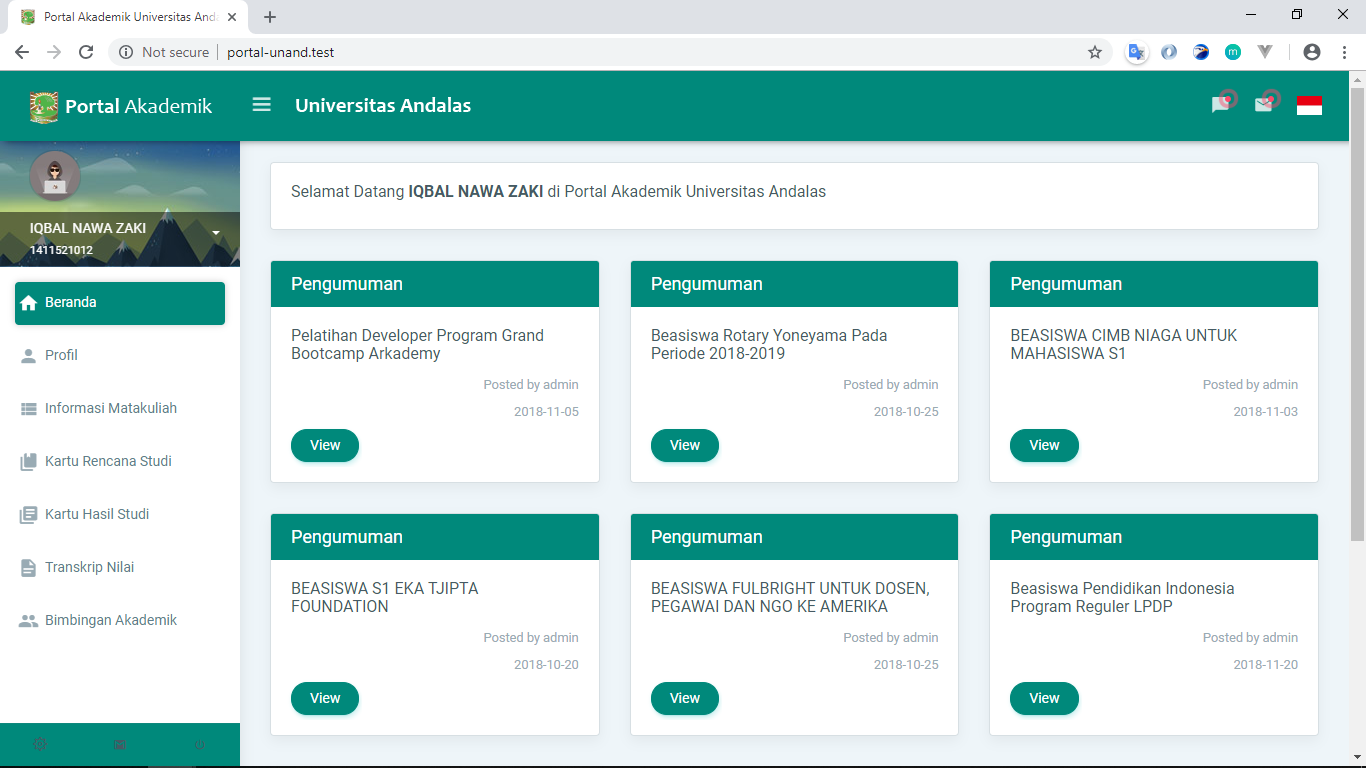 Portal Akademik Universitas Anda
Not secure
portal-unand.test
Portal Akademik
Universitas Andalas
IQBAL NAWA ZAKI
1411521012
Beranda
Profil
Informasi Matakuliah
Kartu Rencana Studi
Kartu Hasil Studi
Transkrip Nilai
Bimbingan Akademik
Selamat Datang IQBAL NAWA ZAKI di Portal Akademik Universitas Andalas
Pengumuman
Pelatihan Developer Program Grand
Bootcamp Arkademy
Posted by admin
2018-11-05
View
Pengumuman
Beasiswa Rotary Yoneyama Pada
Periode 2018-2019
Posted by admin
2018-10-25
View
Pengumuman
BEASISWA CIMB NIAGA UNTUK
MAHASISWA S1
Posted by admin
2018-11-03
View
Pengumuman
BEASISWA S1 EKA TJIPTA
FOUNDATION
Posted by admin
2018-10-20
View
Pengumuman
BEASISWA FULBRIGHT UNTUK DOSEN,
PEGAWAI DAN NGO KE AMERIKA
Posted by admin
2018-10-25
View
Pengumuman
Beasiswa Pendidikan Indonesia
Program Reguler LPDP
Posted by admin
2018-11-20
View